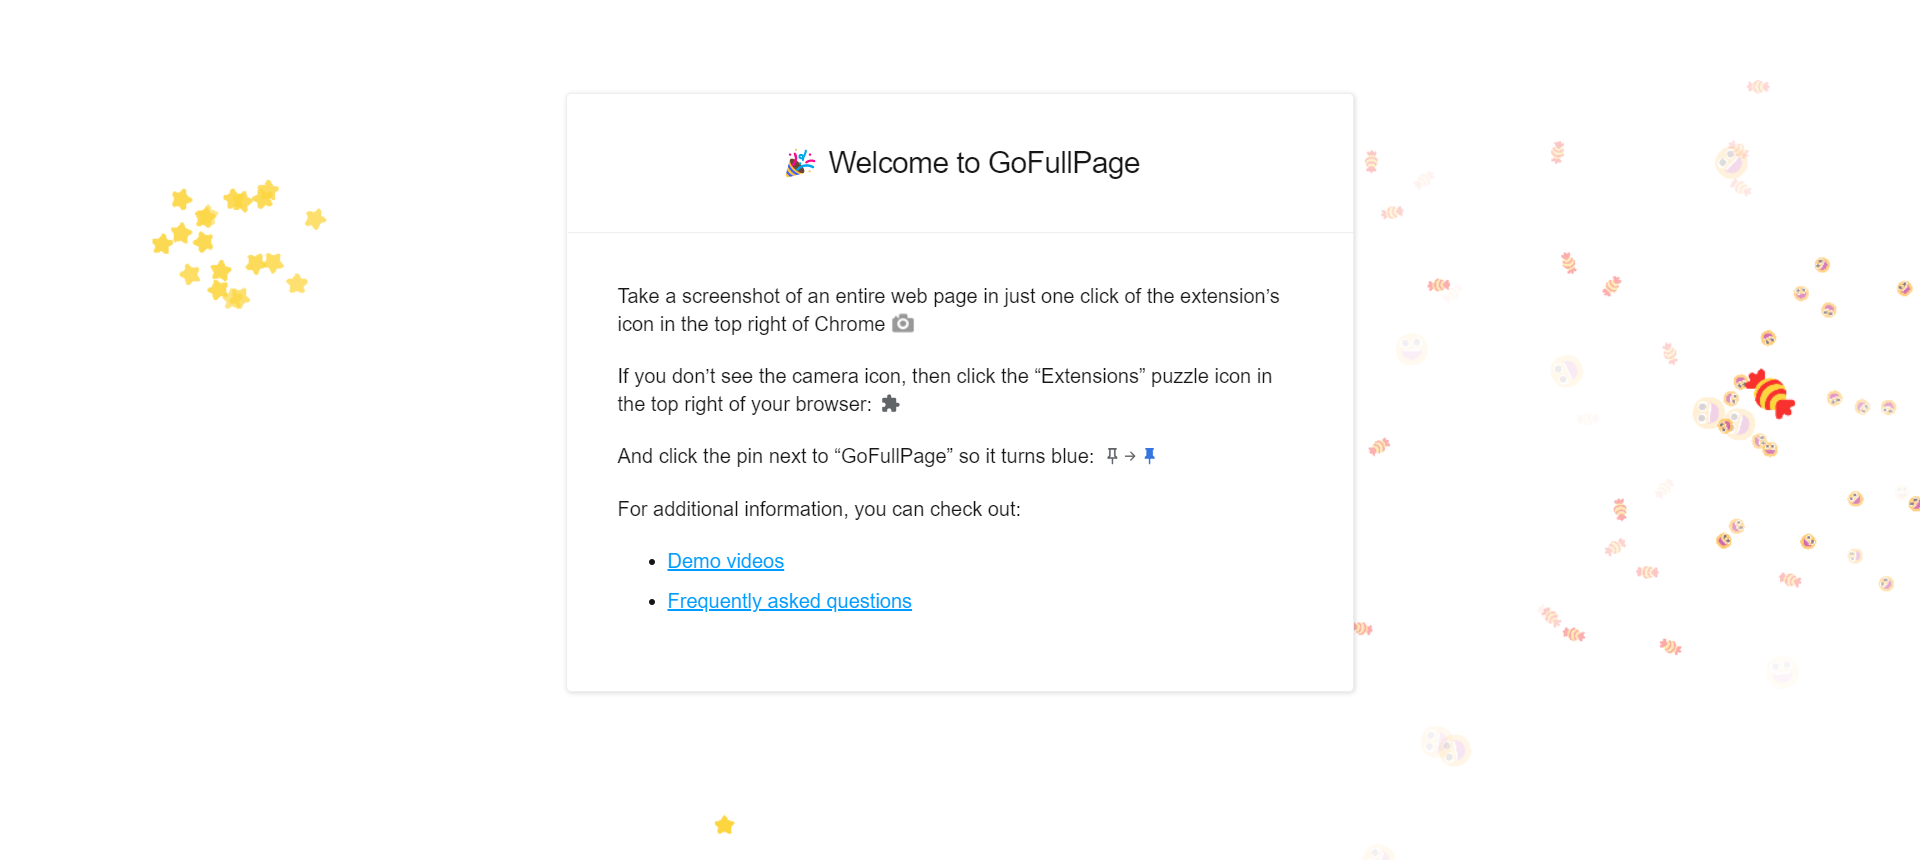 Welcome to GoFullPage
Take a screenshot of an entire web page in just one click of the extension’s
icon in the top right of Chrome
If you don’t see the camera icon, then click the “Extensions” puzzle icon in
the top right of your browser:
And click the pin next to “GoFullPage” so it turns blue: →
For additional information, you can check out:
• Demo videos
• Frequently asked questions